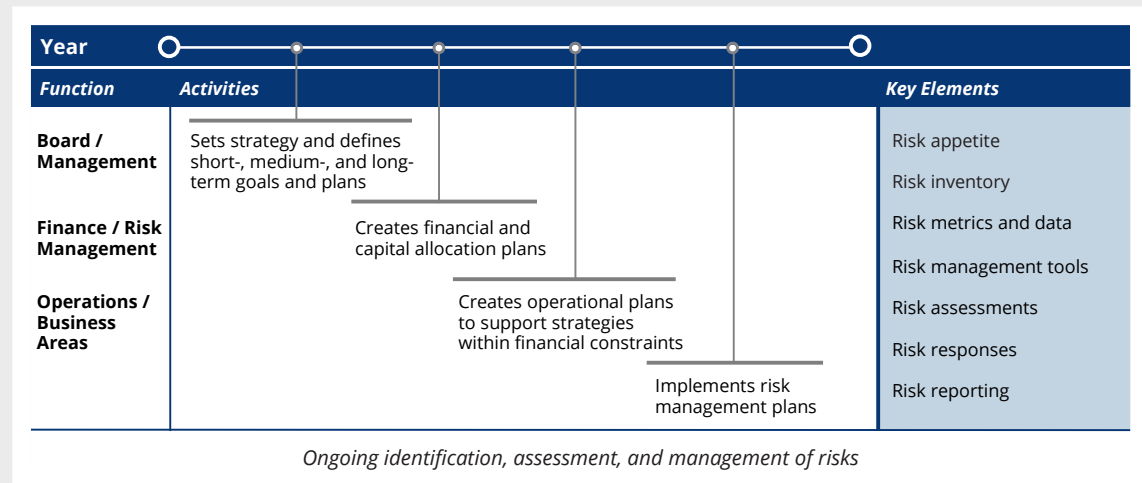 Year
Function
Activities
Key Elements
Board /
Management
Sets strategy and defines
short-, medium-, and long-
term goals and plans
Finance / Risk
Management
Creates financial and
capital allocation plans
Operations /
Business
Areas
Creates operational plans
to support strategies
within financial constraints
Implements risk
management plans
Risk appetite
Risk inventory
Risk metrics and data
Risk management tools
Risk assessments
Risk responses
Risk reporting
Ongoing identification, assessment, and management of risks